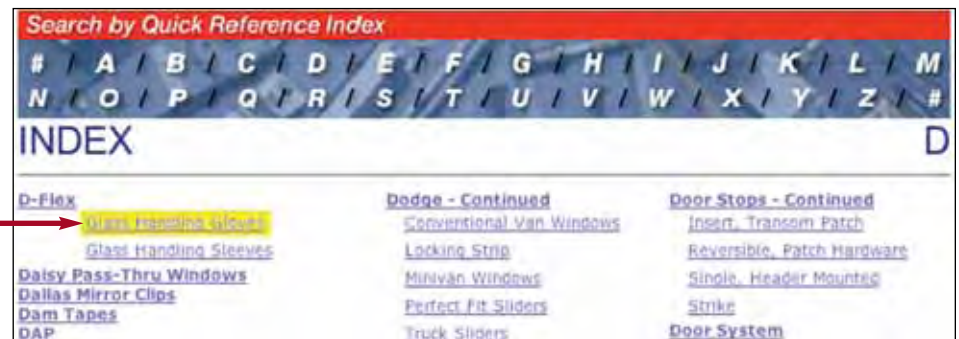 Search by Quick Reference Index
# / A / B / C / D / E / F / G / H / I / J / K / L / M
N / O / P / Q / R / S / T / U / V / W / X / Y / Z / #
INDEX D
D-Flex
Glass Handling Gloves
Glass Handling Sleeves
Daisy Pass-Thru Windows
Dallas Mirror Clips
Dam Tapes
DAP
Dodge - Continued
Conventional Van Windows
Locking Strip
Minivan Windows
Perfect Fit Sliders
Truck Sliders
Door Stops - Continued
Insert, Transom Patch
Reversible, Patch Hardware
Single, Header Mounted
Strike
Door System